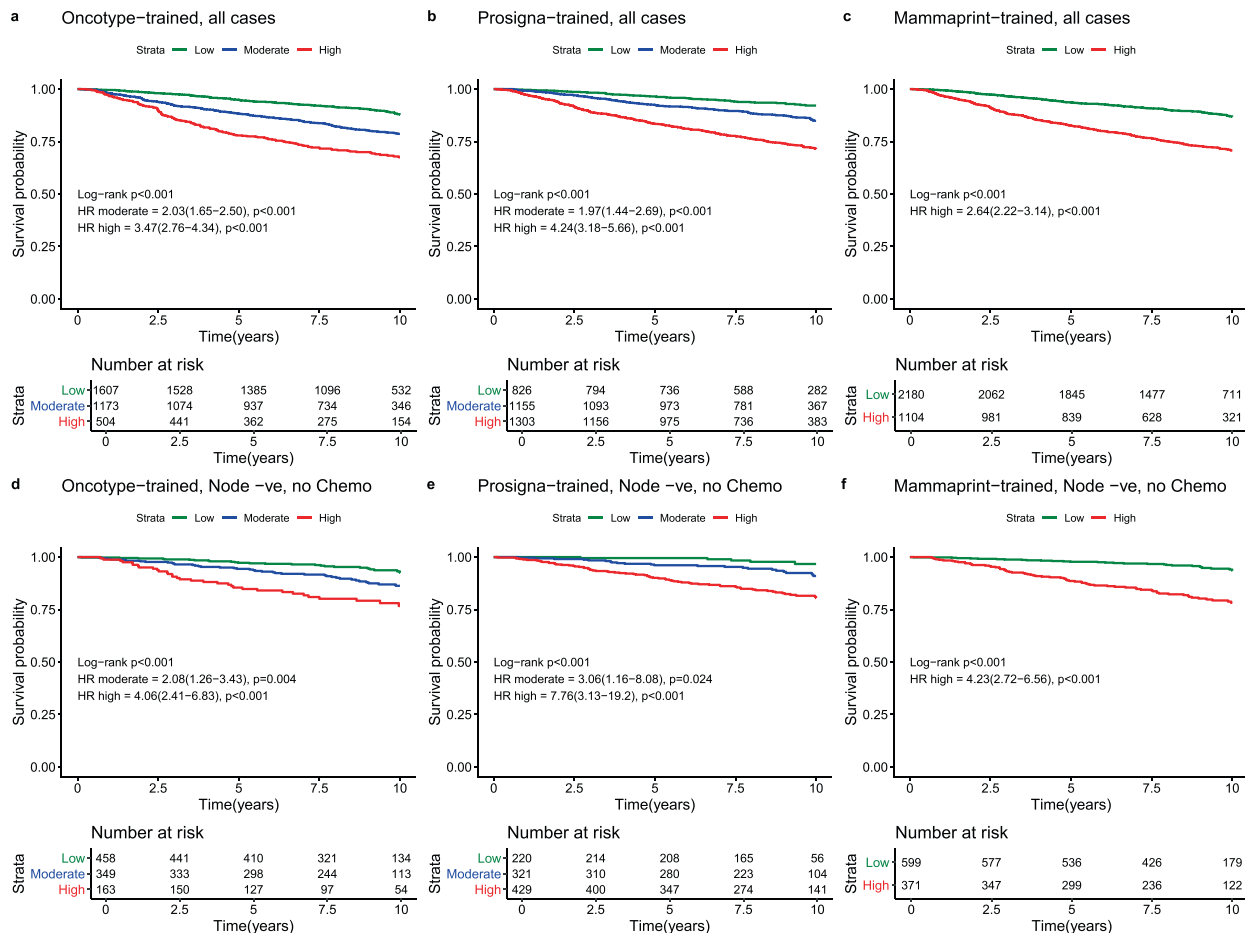 a Oncotype−trained, all cases
Strata Low Moderate High
Survival probability
1.00
0.75
0.50
0.25
0.00
Log−rank p<0.001
HR moderate = 2.03(1.65−2.50), p<0.001
HR high = 3.47(2.76−4.34), p<0.001
0 2.5 5 7.5 10
Time(years)
Number at risk
Strata
Low 1607 1528 1385 1096 532
Moderate 1173 1074 937 734 346
High 504 441 362 275 154
0 2.5 5 7.5 10
Time(years)
b Prosigna−trained, all cases
Strata Low Moderate High
Survival probability
1.00
0.75
0.50
0.25
0.00
Log−rank p<0.001
HR moderate = 1.97(1.44−2.69), p<0.001
HR high = 4.24(3.18−5.66), p<0.001
0 2.5 5 7.5 10
Time(years)
Number at risk
Strata
Low 826 794 736 588 282
Moderate 1155 1093 973 781 367
High 1303 1156 975 736 383
0 2.5 5 7.5 10
Time(years)
c Mammaprint−trained, all cases
Strata Low High
Survival probability
1.00
0.75
0.50
0.25
0.00
Log−rank p<0.001
HR high = 2.64(2.22−3.14), p<0.001
0 2.5 5 7.5 10
Time(years)
Number at risk
Strata
Low 2180 2062 1845 1477 711
High 1104 981 839 628 321
0 2.5 5 7.5 10
Time(years)
d Oncotype−trained, Node −ve, no Chemo
Strata Low Moderate High
Survival probability
1.00
0.75
0.50
0.25
0.00
Log−rank p<0.001
HR moderate = 2.08(1.26−3.43), p=0.004
HR high = 4.06(2.41−6.83), p<0.001
0 2.5 5 7.5 10
Time(years)
Number at risk
Strata
Low 458 441 410 321 134
Moderate 349 333 298 244 113
High 163 150 127 97 54
0 2.5 5 7.5 10
Time(years)
e Prosigna−trained, Node −ve, no Chemo
Strata Low Moderate High
Survival probability
1.00
0.75
0.50
0.25
0.00
Log−rank p<0.001
HR moderate = 3.06(1.16−8.08), p=0.024
HR high = 7.76(3.13−19.2), p<0.001
0 2.5 5 7.5 10
Time(years)
Number at risk
Strata
Low 220 214 208 165 56
Moderate 321 310 280 223 104
High 429 400 347 274 141
0 2.5 5 7.5 10
Time(years)
f Mammaprint−trained, Node −ve, no Chemo
Strata Low High
Survival probability
1.00
0.75
0.50
0.25
0.00
Log−rank p<0.001
HR high = 4.23(2.72−6.56), p<0.001
0 2.5 5 7.5 10
Time(years)
Number at risk
Strata
Low 599 577 536 426 179
High 371 347 299 236 122
0 2.5 5 7.5 10
Time(years)